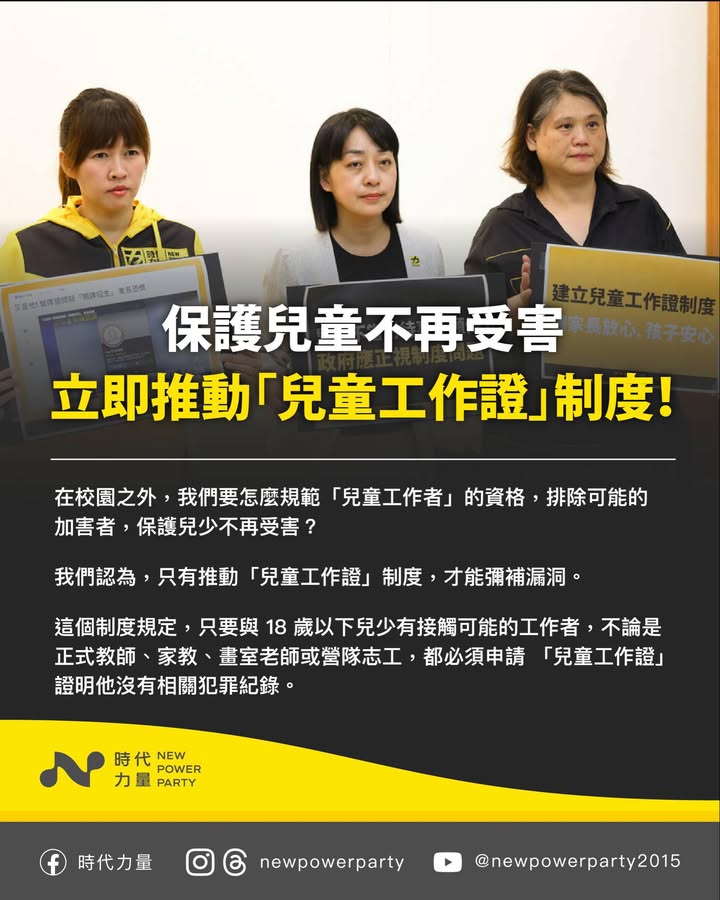 建立兒童工作證制度
家長放心、孩子安心
保護兒童不再受害
政府應正視制度問題
立即推動「兒童工作證」制度!
在校園之外，我們要怎麼規範「兒童工作者」的資格，排除可能的
加害者，保護兒少不再受害？
我們認為，只有推動「兒童工作證」制度，才能彌補漏洞。
這個制度規定，只要與 18 歲以下兒少有接觸可能的工作者，不論是
正式教師、家教、畫室老師或營隊志工，都必須申請 「兒童工作證」
證明他沒有相關犯罪紀錄。
時代力量 NEW POWER PARTY
時代力量 newpowerparty @newpowerparty2015